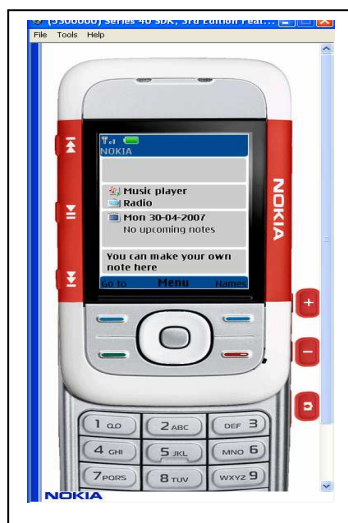 (5300000) Series 40 SDK, 3rd Edition Feat...
File Tools Help
NOKIA
Music player
Radio
Mon 30-04-2007
No upcoming notes
You can make your own
note here
Go to Menu Names
NOKIA
+
−
1 2 ABC DEF 3
4 GHI 5 JKL MNO 6
7 PQRS 8 TUV WXYZ 9
NOKIA